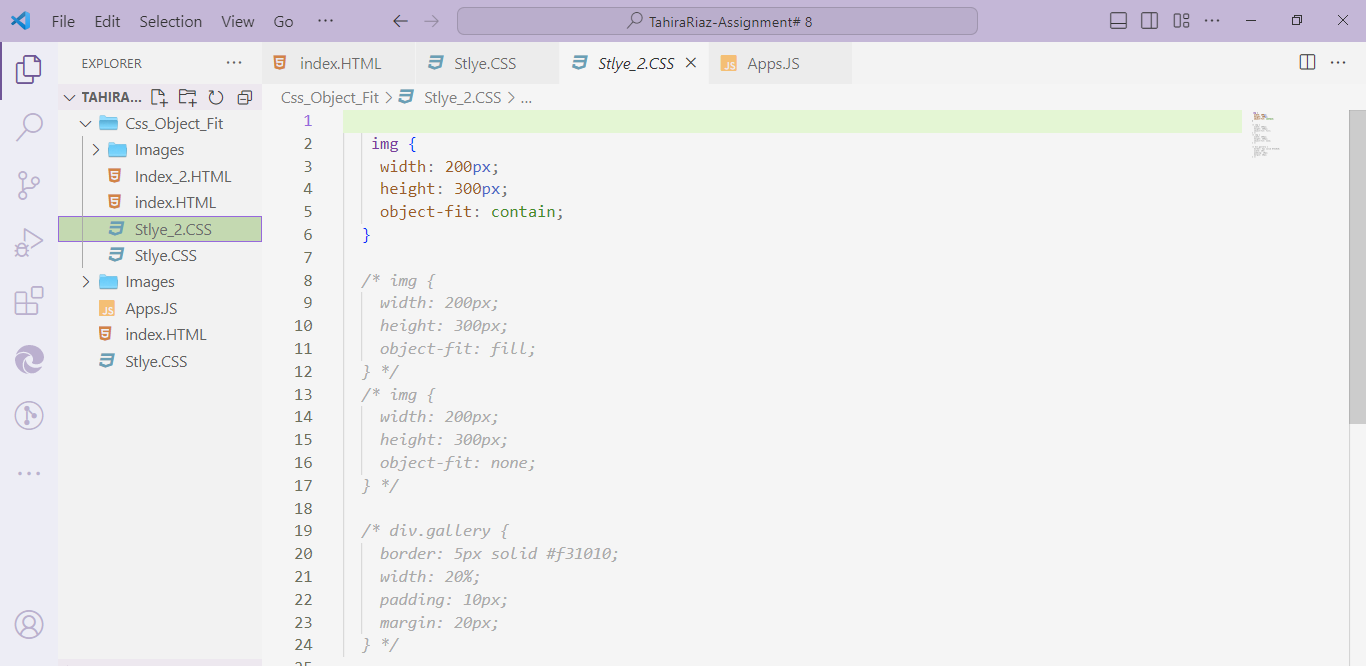 File Edit Selection View Go ···
TahiraRiaz-Assignment# 8
EXPLORER ···
TAHIRA...
Css_Object_Fit
Images
Index_2.HTML
index.HTML
Stlye_2.CSS
Stlye.CSS
Images
Apps.JS
index.HTML
Stlye.CSS
index.HTML Stlye.CSS Stlye_2.CSS Apps.JS
Css_Object_Fit > Stlye_2.CSS > ...
1
2 img {
3 width: 200px;
4 height: 300px;
5 object-fit: contain;
6 }
7
8 /* img {
9 width: 200px;
10 height: 300px;
11 object-fit: fill;
12 } */
13 /* img {
14 width: 200px;
15 height: 300px;
16 object-fit: none;
17 } */
18
19 /* div.gallery {
20 border: 5px solid #f31010;
21 width: 20%;
22 padding: 10px;
23 margin: 20px;
24 } */